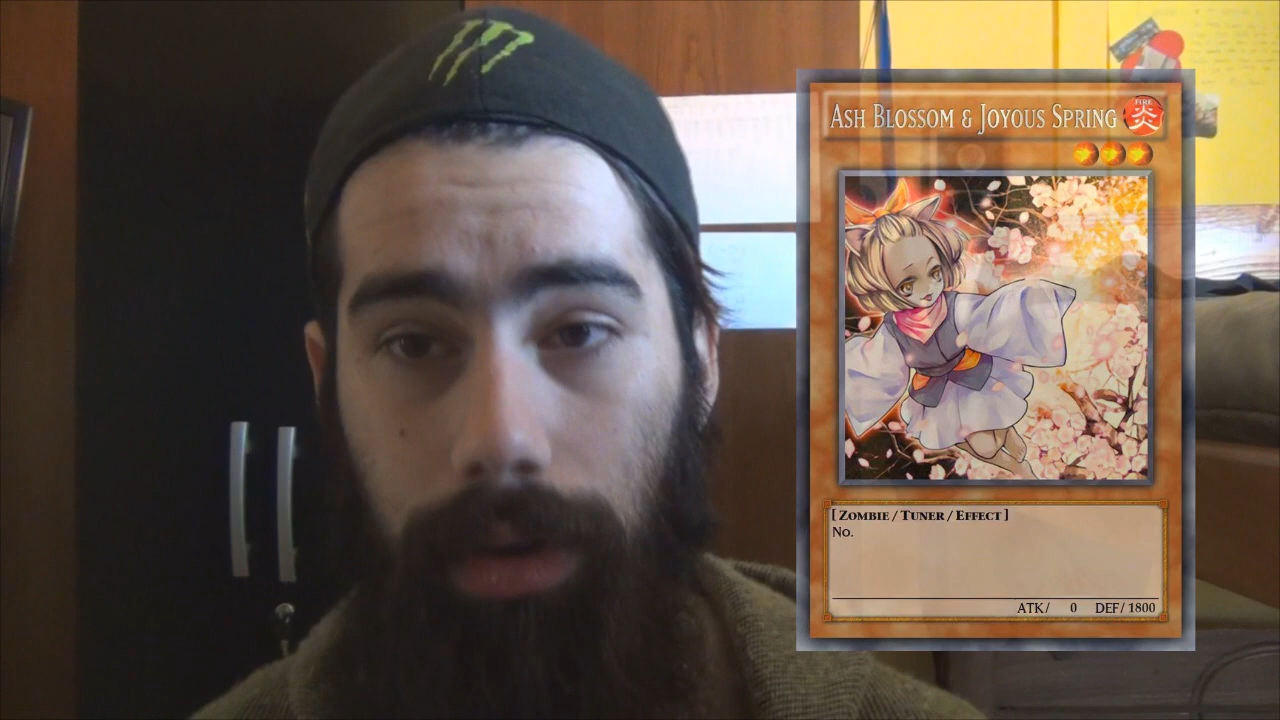 Ash Blossom & Joyous Spring
FIRE
炎
[ Zombie / Tuner / Effect ]
No.
ATK/ 0 DEF/ 1800